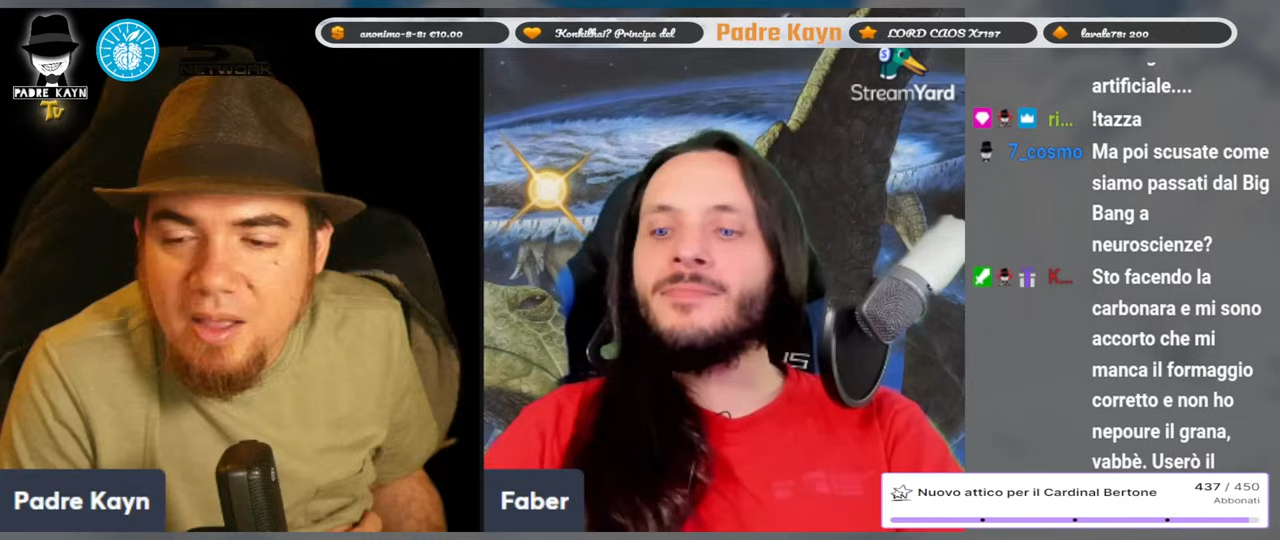 anonimo-8-8: €10.00
Konkilhai? Principe del
Padre Kayn
LORD CAOS X7197
lavale78: 200
PADRE KAYN
Tv
NETWORK
StreamYard
artificiale....
ri... !tazza
7_cosmo Ma poi scusate come
siamo passati dal Big
Bang a
neuroscienze?
K... Sto facendo la
carbonara e mi sono
accorto che mi
manca il formaggio
corretto e non ho
nepoure il grana,
vabbè. Userò il
Padre Kayn
Faber
Nuovo attico per il Cardinal Bertone
437 / 450
Abbonati